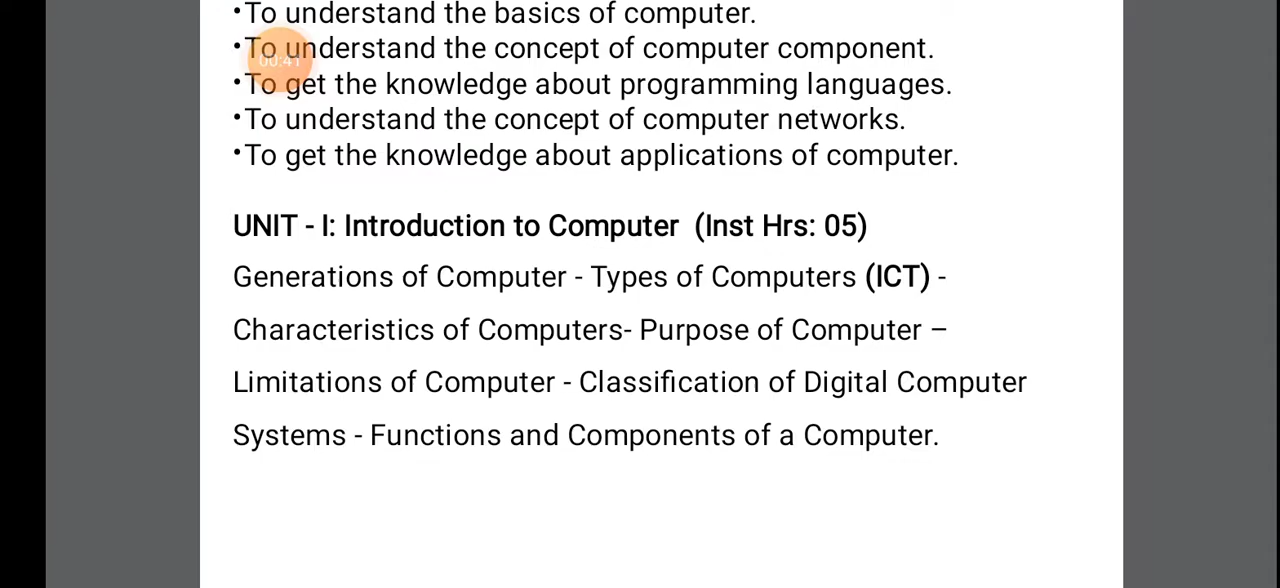 •To understand the basics of computer.
•To understand the concept of computer component.
•To get the knowledge about programming languages.
•To understand the concept of computer networks.
•To get the knowledge about applications of computer.
UNIT - I: Introduction to Computer (Inst Hrs: 05)
Generations of Computer - Types of Computers (ICT) -
Characteristics of Computers- Purpose of Computer –
Limitations of Computer - Classification of Digital Computer
Systems - Functions and Components of a Computer.
00:41